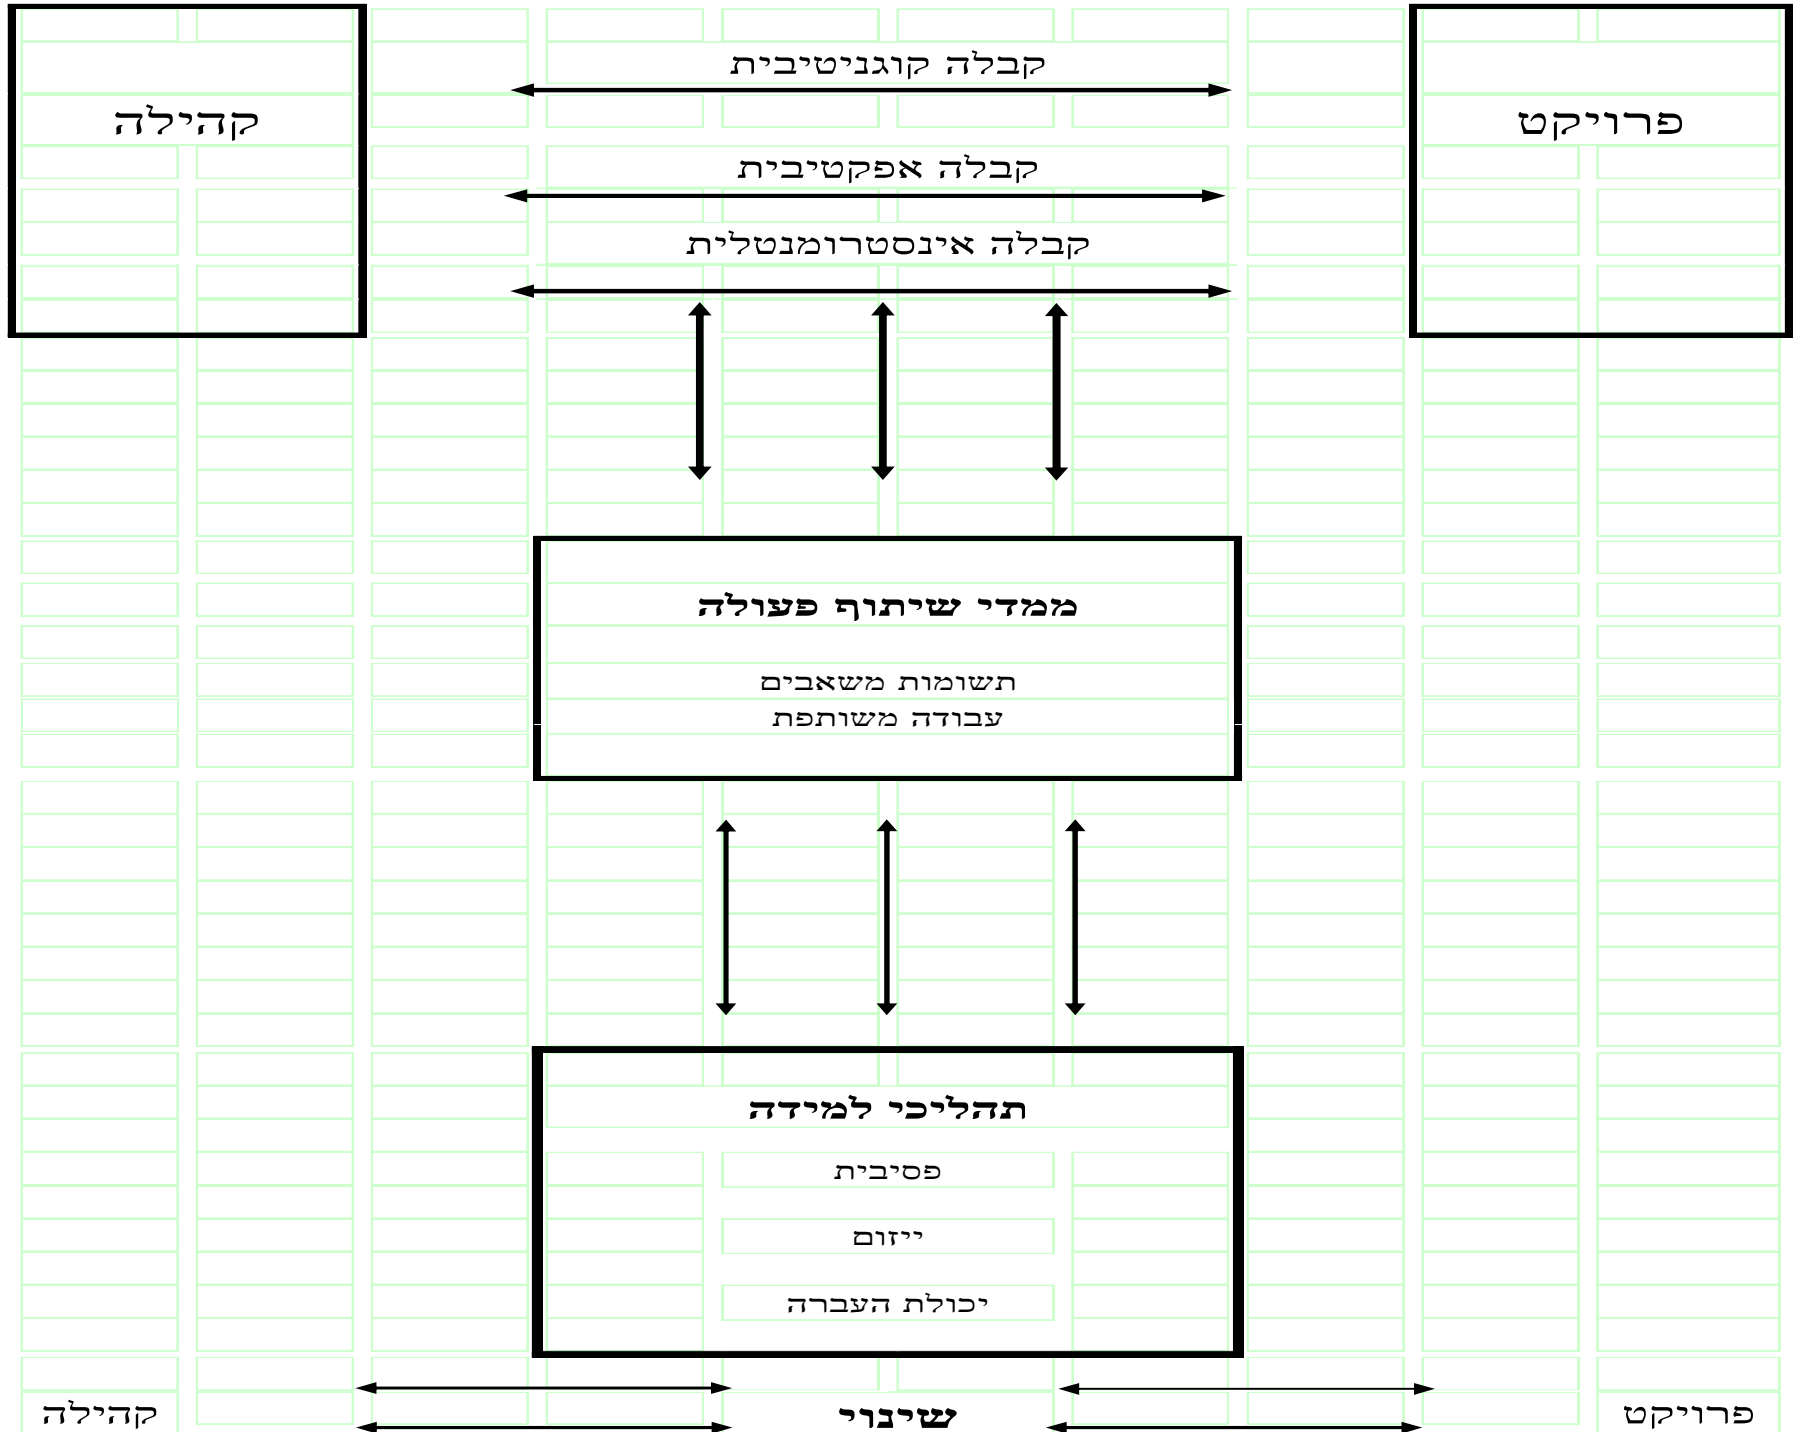 קבלה קוגניטיבית
פרויקט
קהילה
קבלה אפקטיבית
קבלה אינסטרומנטלית
ממדי שיתוף פעולה
תשומות משאבים
עבודה משותפת
תהליכי למידה
פסיבית
ייזום
יכולת העברה
פרויקט
שינוי
קהילה